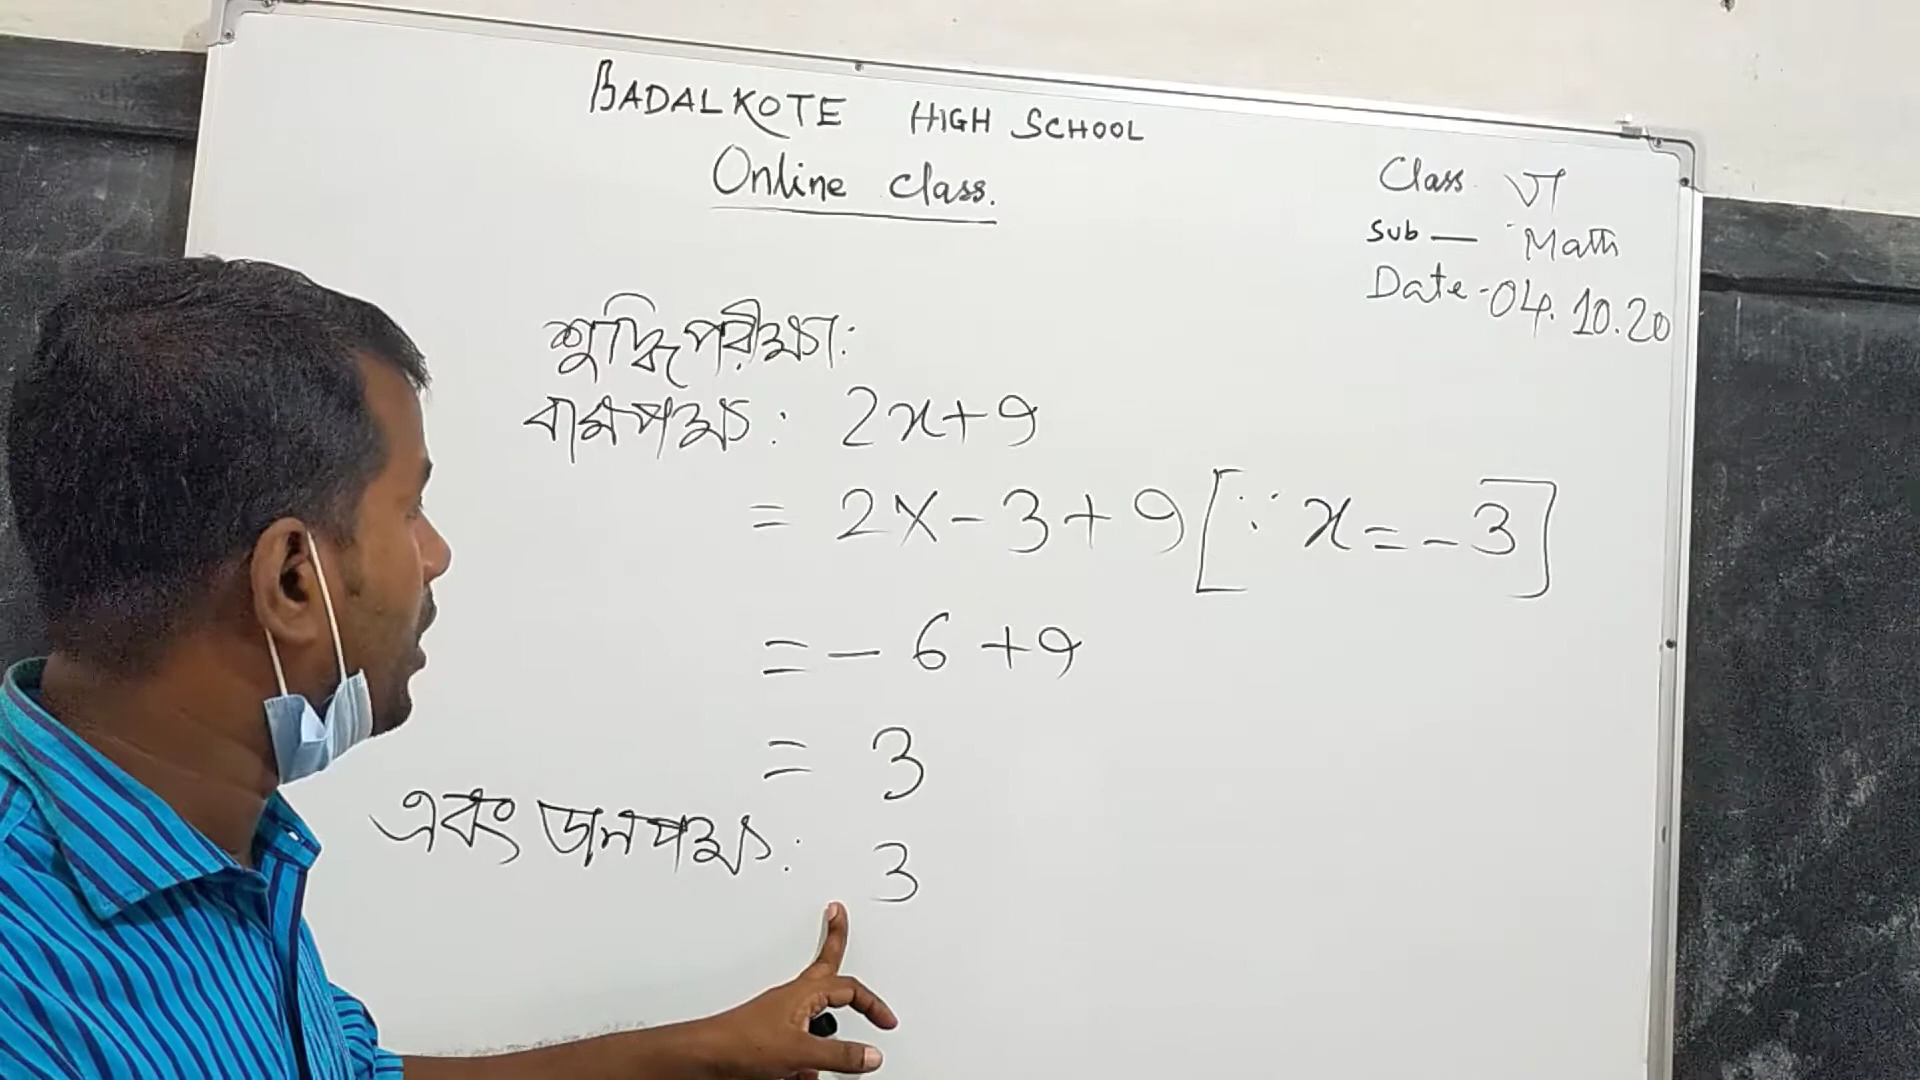 BADALKOTE HIGH SCHOOL
Online class.
Class VI
Sub — Math
Date - 04.10.20
শুদ্ধিপরীক্ষা:
বামপক্ষ: 2x+9
= 2×-3+9 [∵ x=-3]
= -6+9
= 3
এবং ডানপক্ষ: 3